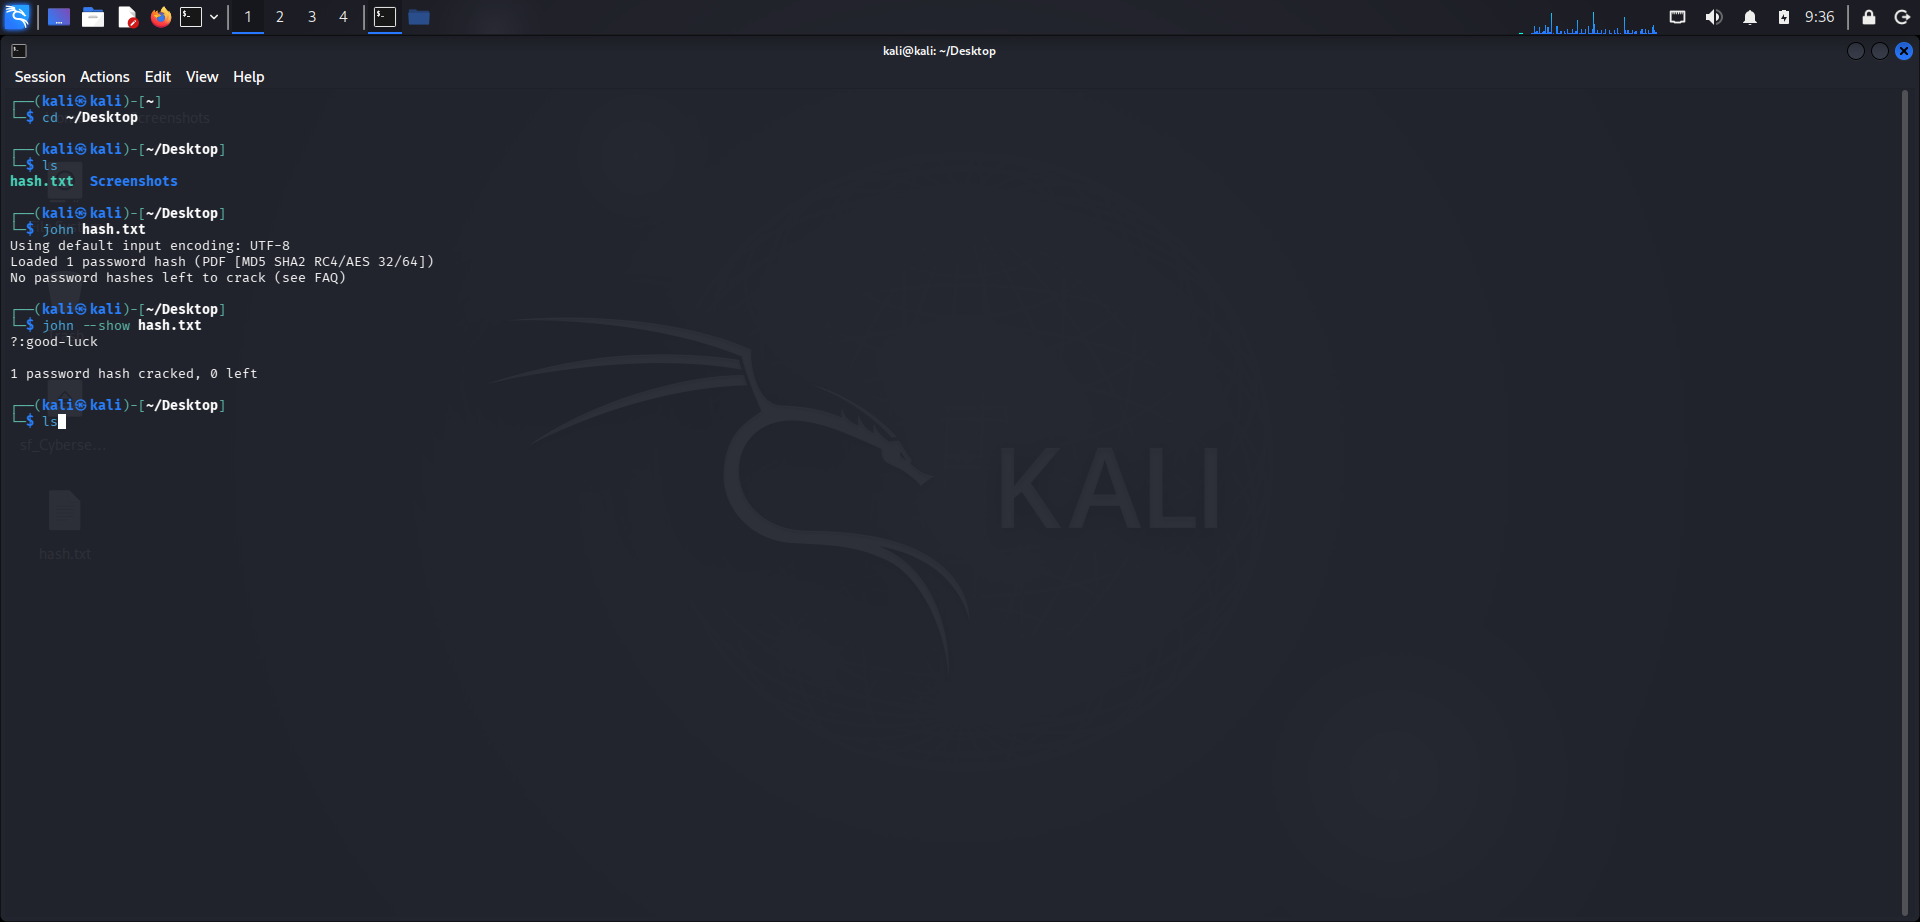 1 2 3 4 9:36
kali@kali: ~/Desktop
Session Actions Edit View Help
┌──(kali㉿kali)-[~]
└─$ cd ~/Desktop
┌──(kali㉿kali)-[~/Desktop]
└─$ ls
hash.txt Screenshots
┌──(kali㉿kali)-[~/Desktop]
└─$ john hash.txt
Using default input encoding: UTF-8
Loaded 1 password hash (PDF [MD5 SHA2 RC4/AES 32/64])
No password hashes left to crack (see FAQ)
┌──(kali㉿kali)-[~/Desktop]
└─$ john --show hash.txt
?:good-luck
1 password hash cracked, 0 left
┌──(kali㉿kali)-[~/Desktop]
└─$ ls
sf_Cyberse...
KALI
hash.txt